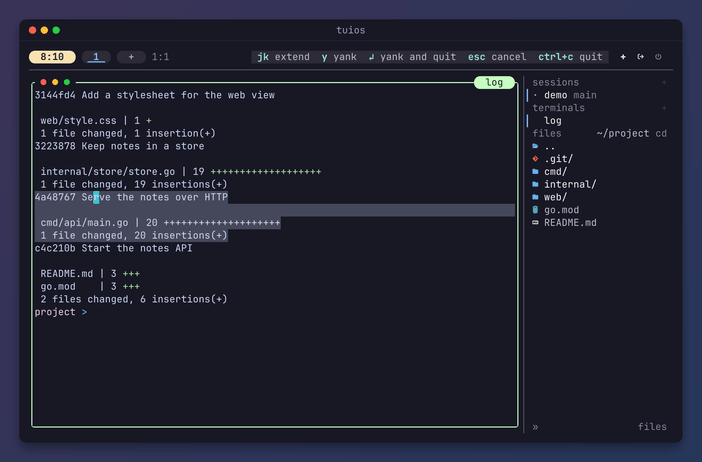 tuios
8:10 1 + 1:1 jk extend y yank ↲ yank and quit esc cancel ctrl+c quit
log
3144fd4 Add a stylesheet for the web view
web/style.css | 1 +
1 file changed, 1 insertion(+)
3223878 Keep notes in a store
internal/store/store.go | 19 +++++++++++++++++++
1 file changed, 19 insertions(+)
4a48767 Serve the notes over HTTP
cmd/api/main.go | 20 ++++++++++++++++++++
1 file changed, 20 insertions(+)
c4c210b Start the notes API
README.md | 3 +++
go.mod    | 3 +++
2 files changed, 6 insertions(+)
project >
sessions +
· demo main
terminals +
log
files ~/project cd
..
.git/
cmd/
internal/
web/
go.mod
README.md
» files